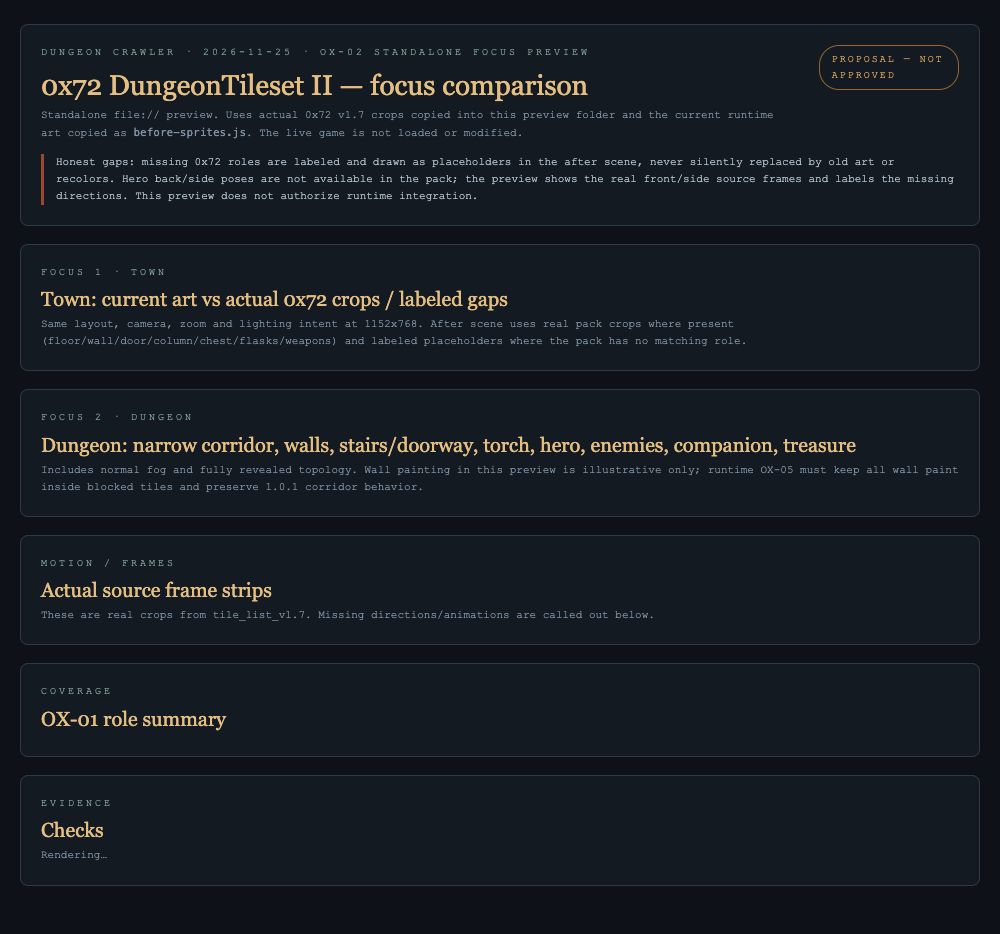 DUNGEON CRAWLER · 2026-11-25 · OX-02 STANDALONE FOCUS PREVIEW
PROPOSAL — NOT
APPROVED
0x72 DungeonTileset II — focus comparison
Standalone file:// preview. Uses actual 0x72 v1.7 crops copied into this preview folder and the current runtime
art copied as before-sprites.js. The live game is not loaded or modified.
Honest gaps: missing 0x72 roles are labeled and drawn as placeholders in the after scene, never silently replaced by old art or
recolors. Hero back/side poses are not available in the pack; the preview shows the real front/side source frames and labels the missing
directions. This preview does not authorize runtime integration.
FOCUS 1 · TOWN
Town: current art vs actual 0x72 crops / labeled gaps
Same layout, camera, zoom and lighting intent at 1152x768. After scene uses real pack crops where present
(floor/wall/door/column/chest/flasks/weapons) and labeled placeholders where the pack has no matching role.
FOCUS 2 · DUNGEON
Dungeon: narrow corridor, walls, stairs/doorway, torch, hero, enemies, companion, treasure
Includes normal fog and fully revealed topology. Wall painting in this preview is illustrative only; runtime OX-05 must keep all wall paint
inside blocked tiles and preserve 1.0.1 corridor behavior.
MOTION / FRAMES
Actual source frame strips
These are real crops from tile_list_v1.7. Missing directions/animations are called out below.
COVERAGE
OX-01 role summary
EVIDENCE
Checks
Rendering…